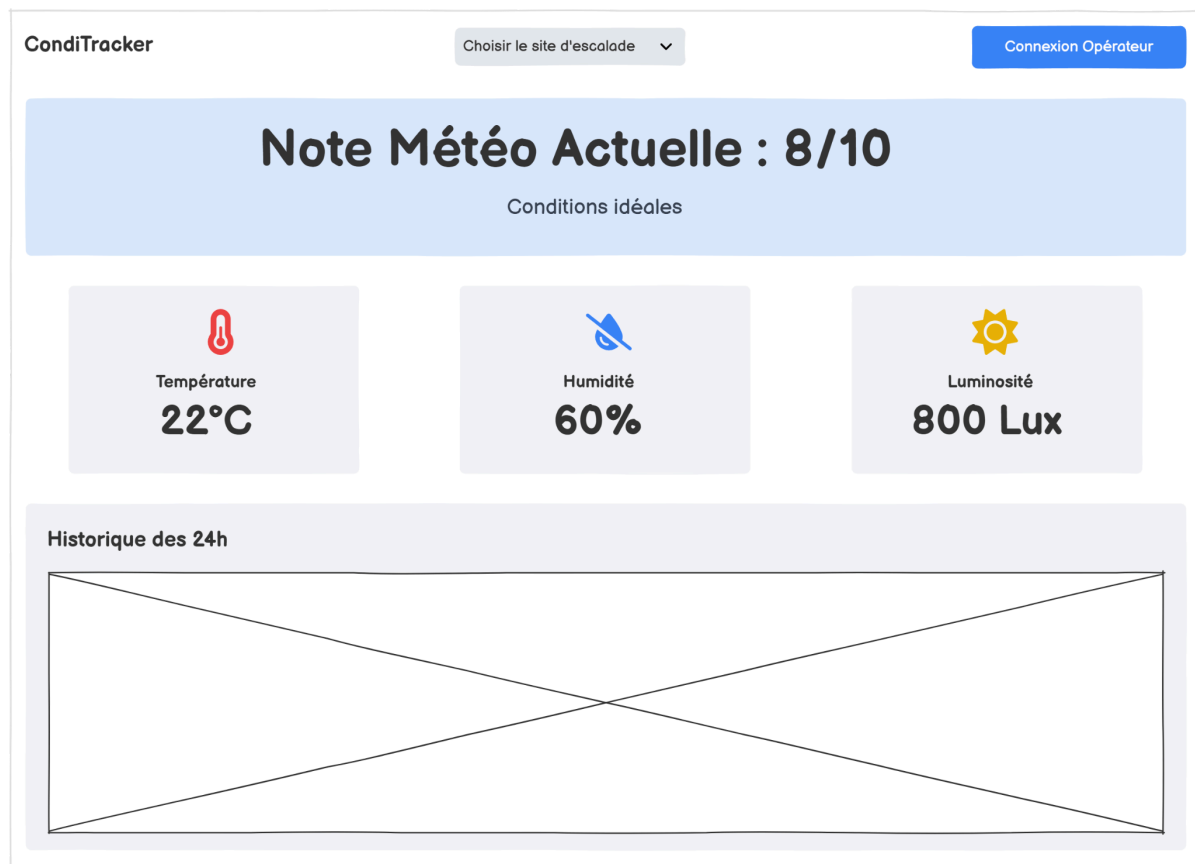 CondiTracker
Choisir le site d'escalade
Connexion Opérateur
Note Météo Actuelle : 8/10
Conditions idéales
Température
22°C
Humidité
60%
Luminosité
800 Lux
Historique des 24h